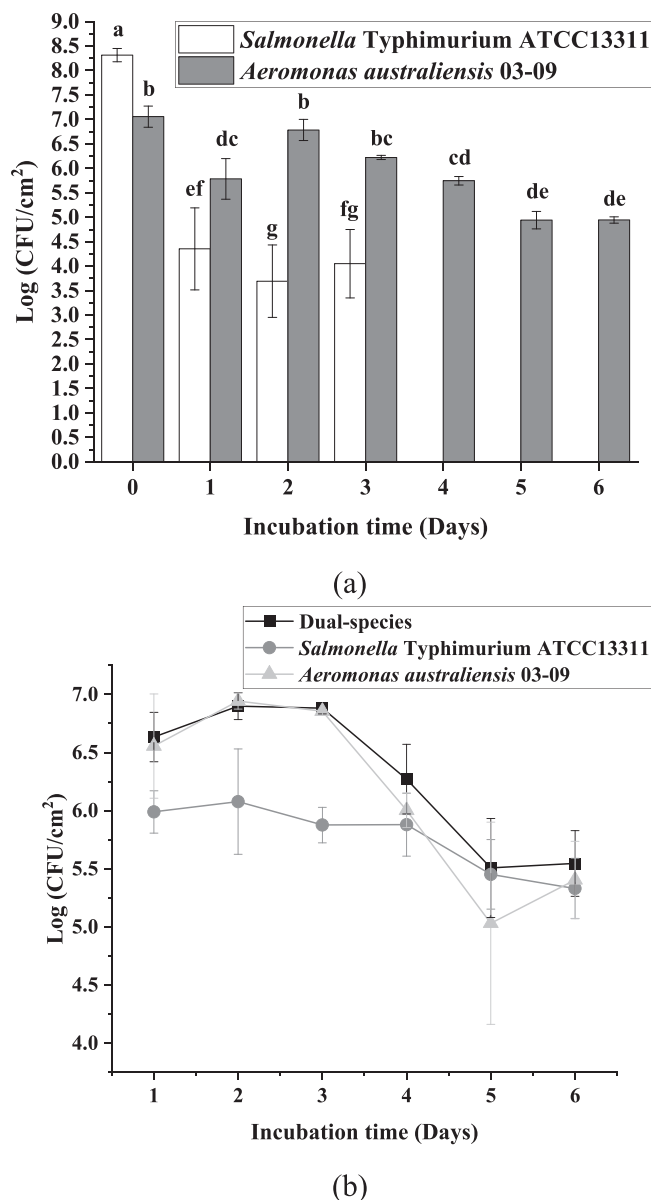 Salmonella Typhimurium ATCC13311
Aeromonas australiensis 03-09
9.0
8.5
8.0
7.5
7.0
6.5
6.0
5.5
5.0
4.5
4.0
3.5
3.0
2.5
2.0
1.5
1.0
0.5
0.0
Log (CFU/cm²)
a
b
ef
dc
g
b
fg
bc
cd
de
de
0 1 2 3 4 5 6
Incubation time (Days)
(a)
Dual-species
Salmonella Typhimurium ATCC13311
Aeromonas australiensis 03-09
7.0
6.5
6.0
5.5
5.0
4.5
4.0
Log (CFU/cm²)
1 2 3 4 5 6
Incubation time (Days)
(b)